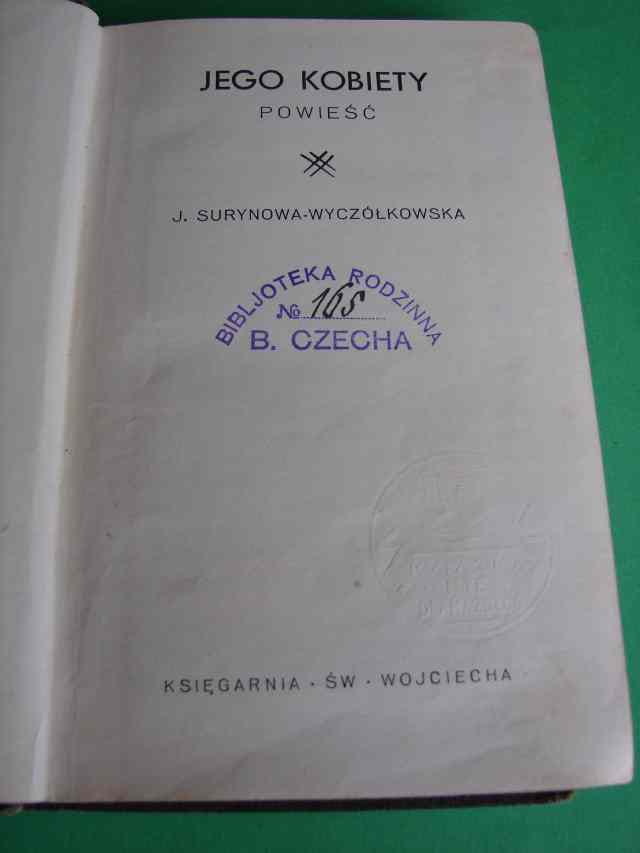 JEGO KOBIETY
POWIEŚĆ
J. SURYNOWA-WYCZÓŁKOWSKA
BIBLJOTEKA RODZINNA
№ 165
B. CZECHA
KSIĘGARNIA · ŚW · WOJCIECHA